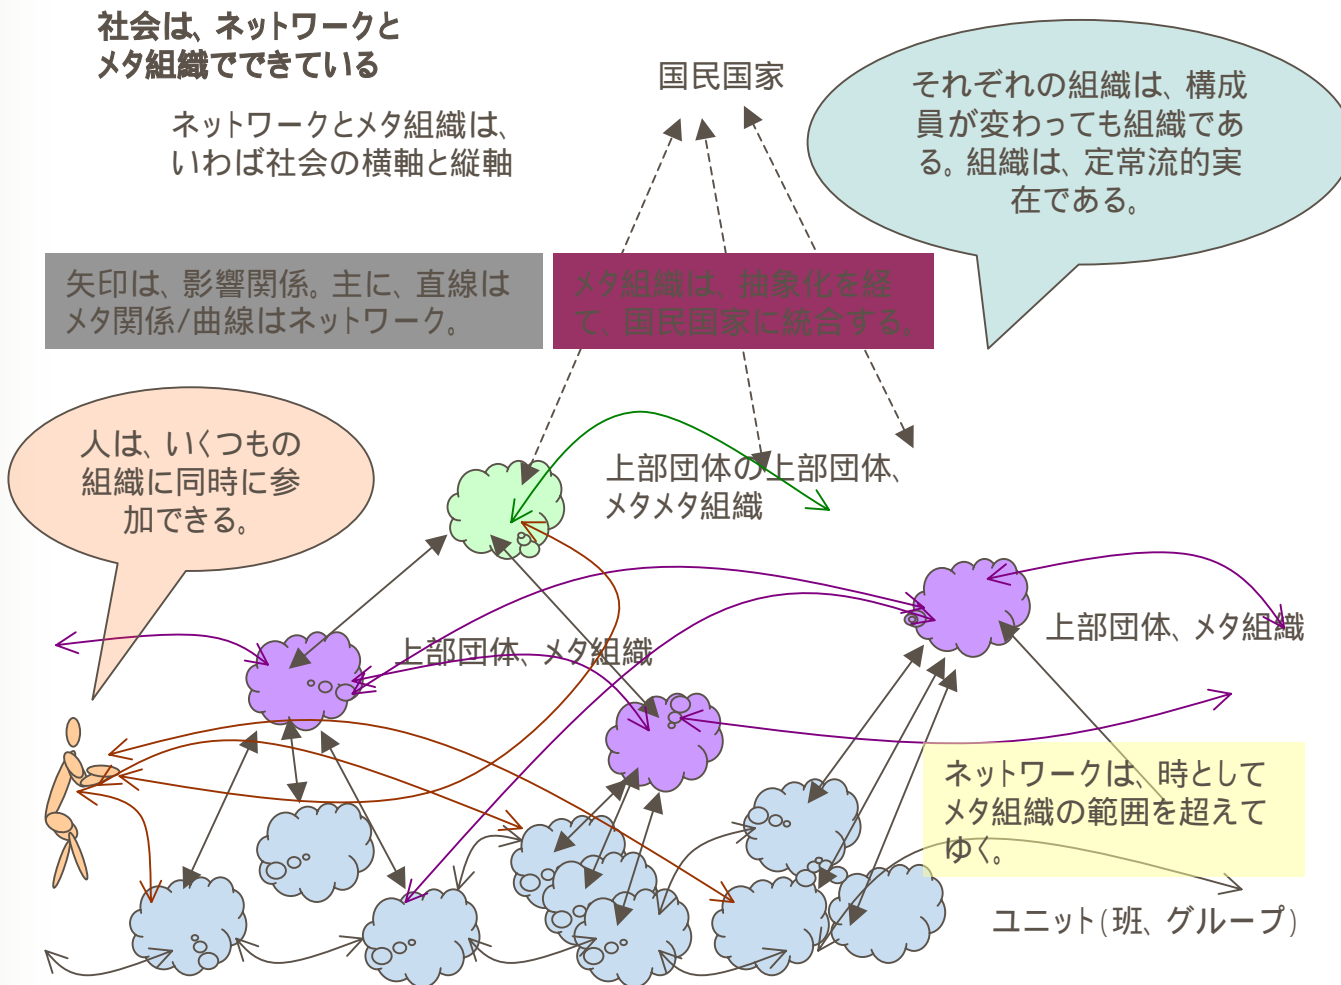 社会は、ネットワークと
メタ組織でできている
国民国家
ネットワークとメタ組織は、
いわば社会の横軸と縦軸
それぞれの組織は、構成
員が変わっても組織であ
る。組織は、定常流的実
在である。
矢印は、影響関係。主に、直線は
メタ関係/曲線はネットワーク。
メタ組織は、抽象化を経
て、国民国家に統合する。
人は、いくつもの
組織に同時に参
加できる。
上部団体の上部団体、
メタメタ組織
上部団体、メタ組織
上部団体、メタ組織
ネットワークは、時として
メタ組織の範囲を超えて
ゆく。
ユニット(班、グループ)